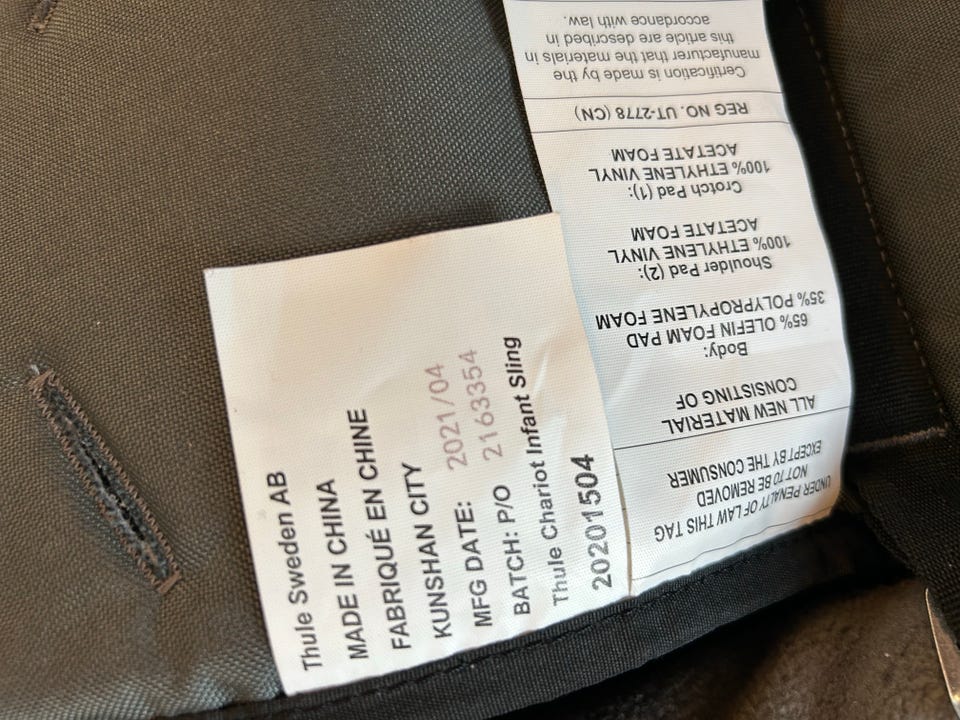 Thule Sweden AB
MADE IN CHINA
FABRIQUÉ EN CHINE
KUNSHAN CITY
MFG DATE: 2021/04
BATCH: P/O 2163354
Thule Chariot Infant Sling
20201504
UNDER PENALTY OF LAW THIS TAG
NOT TO BE REMOVED
EXCEPT BY THE CONSUMER
ALL NEW MATERIAL
CONSISTING OF
Body:
65% OLEFIN FOAM PAD
35% POLYPROPYLENE FOAM
Shoulder Pad (2):
100% ETHYLENE VINYL
ACETATE FOAM
Crotch Pad (1):
100% ETHYLENE VINYL
ACETATE FOAM
REG NO. UT-2778 (CN)
Certification is made by the
manufacturer that the materials in
this article are described in
accordance with law.